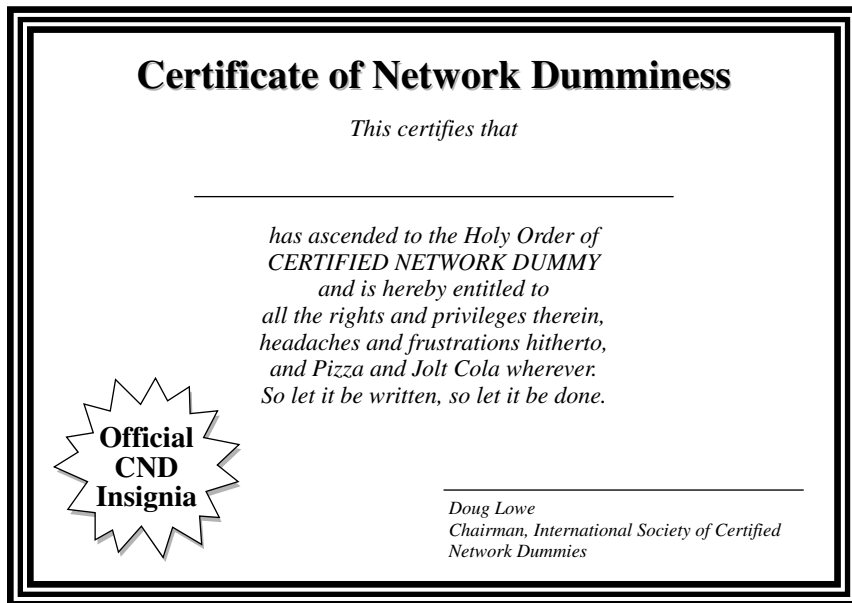 Certificate of Network Dumminess
This certifies that
has ascended to the Holy Order of
CERTIFIED NETWORK DUMMY
and is hereby entitled to
all the rights and privileges therein,
headaches and frustrations hitherto,
and Pizza and Jolt Cola wherever.
So let it be written, so let it be done.
Official
CND
Insignia
Doug Lowe
Chairman, International Society of Certified
Network Dummies